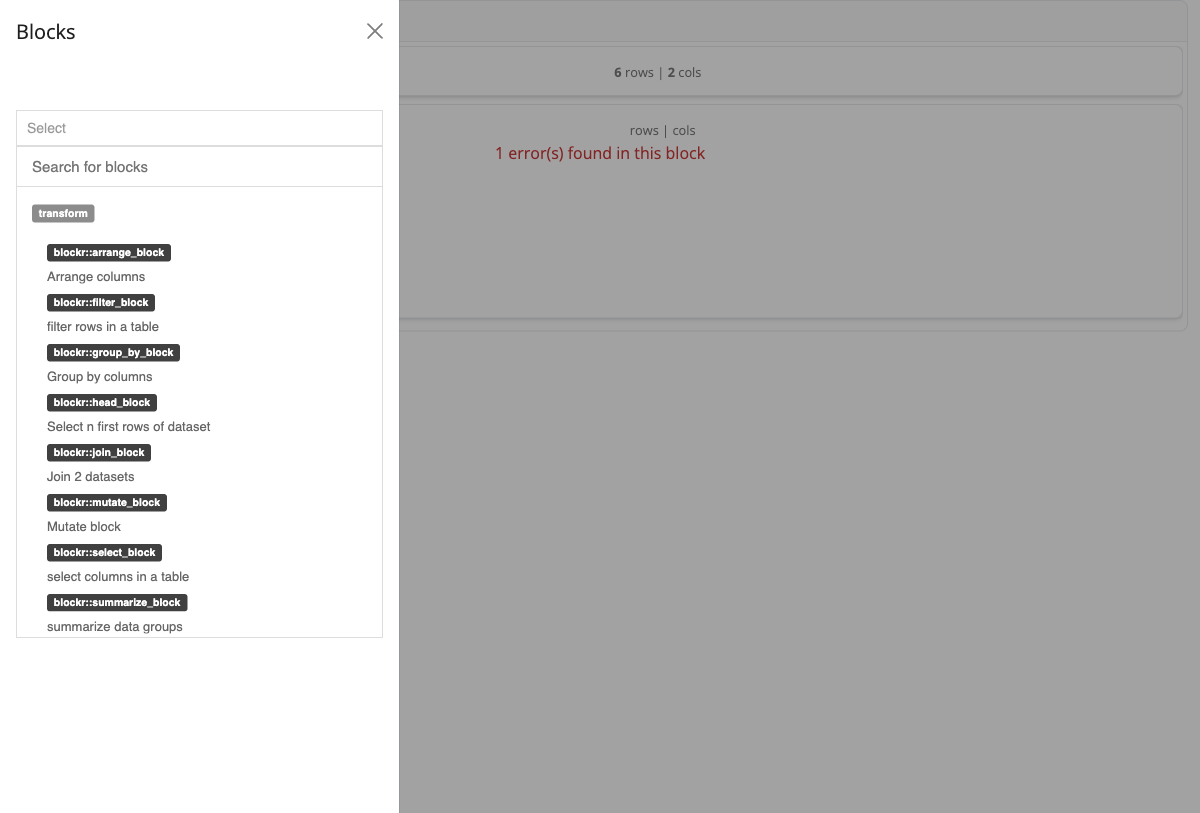 Blocks
Select
Search for blocks
transform
blockr::arrange_block
Arrange columns
blockr::filter_block
filter rows in a table
blockr::group_by_block
Group by columns
blockr::head_block
Select n first rows of dataset
blockr::join_block
Join 2 datasets
blockr::mutate_block
Mutate block
blockr::select_block
select columns in a table
blockr::summarize_block
summarize data groups
6 rows | 2 cols
rows | cols
1 error(s) found in this block